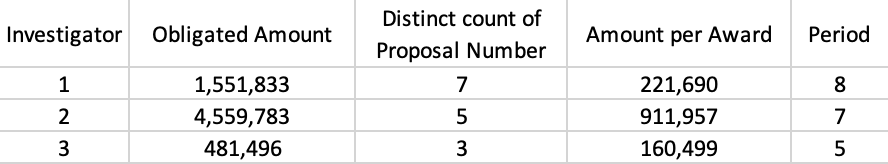 Investigator Obligated Amount Distinct count of Proposal Number Amount per Award Period
1 1,551,833 7 221,690 8
2 4,559,783 5 911,957 7
3 481,496 3 160,499 5